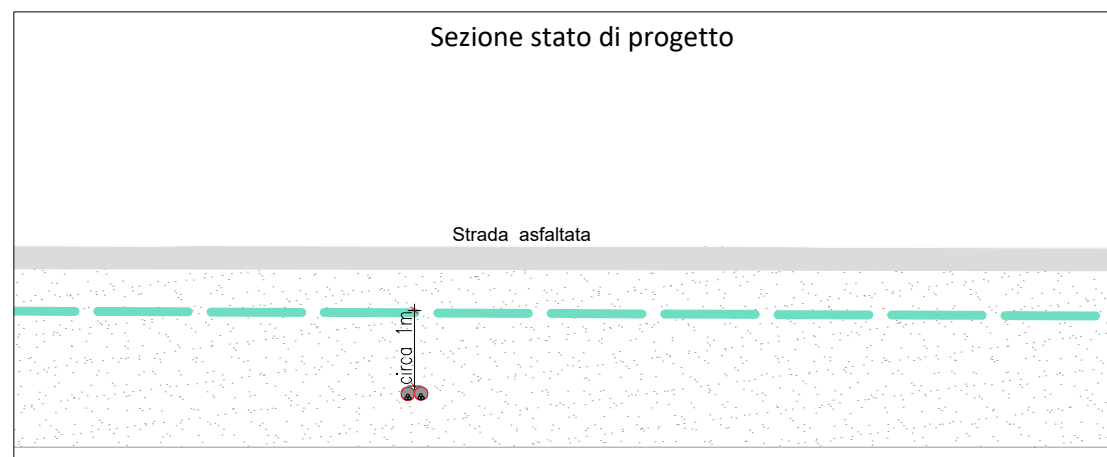 Sezione stato di progetto
Strada asfaltata
circa 1m